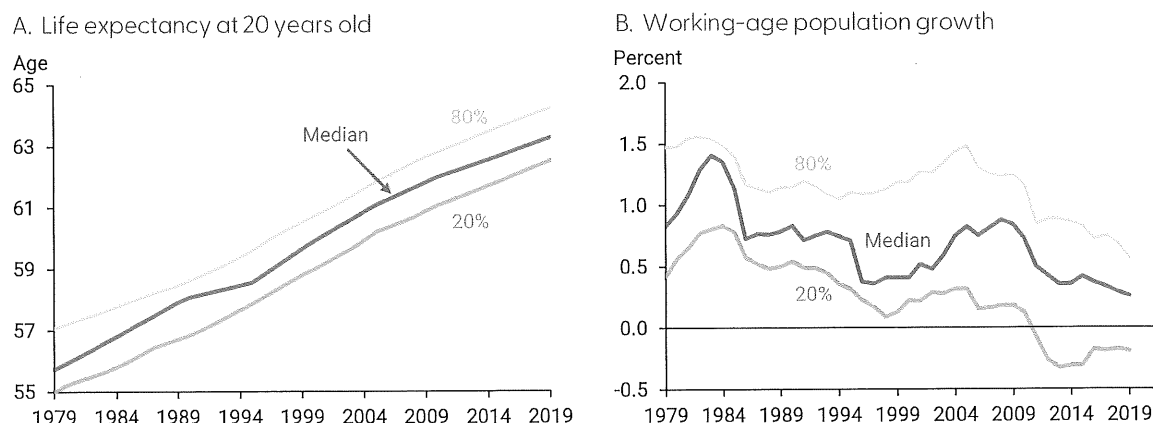 A. Life expectancy at 20 years old
Age
65
63
61
59
57
55
80%
Median
20%
1979 1984 1989 1994 1999 2004 2009 2014 2019
B. Working-age population growth
Percent
2.0
1.5
1.0
0.5
0.0
-0.5
80%
Median
20%
1979 1984 1989 1994 1999 2004 2009 2014 2019